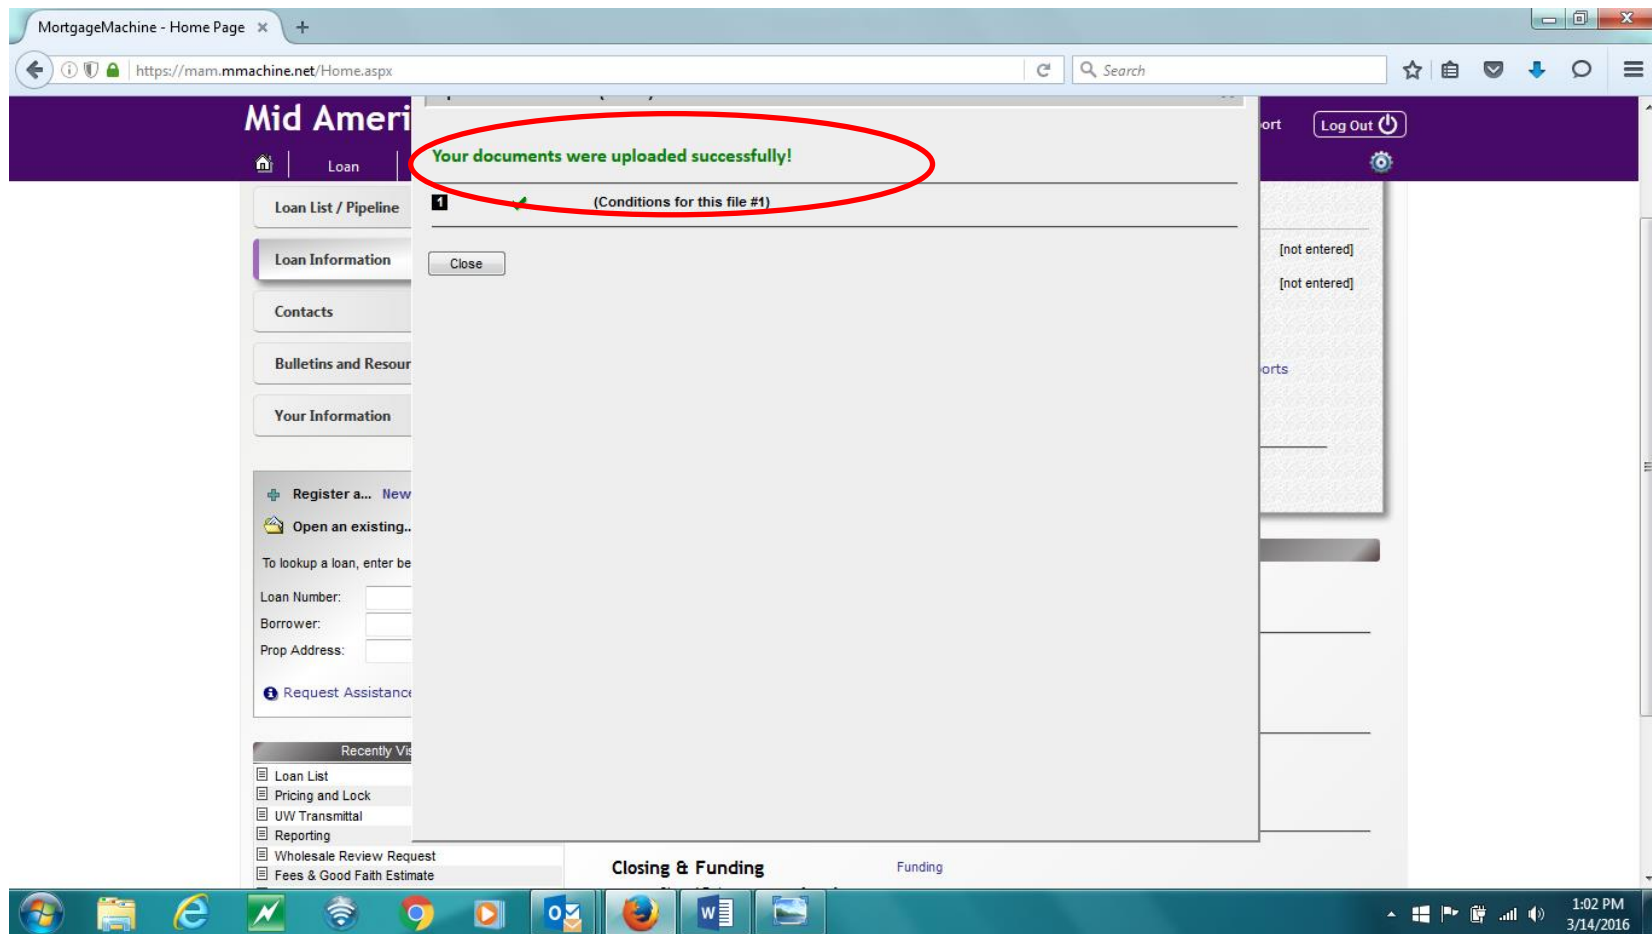 MortgageMachine - Home Page
https://mam.mmachine.net/Home.aspx
Search
Mid Ameri
ort
Log Out
Loan
Your documents were uploaded successfully!
1 (Conditions for this file #1)
Close
Loan List / Pipeline
Loan Information
Contacts
Bulletins and Resour
Your Information
[not entered]
[not entered]
orts
Register a... New
Open an existing..
To lookup a loan, enter be
Loan Number:
Borrower:
Prop Address:
Request Assistance
Recently Vis
Loan List
Pricing and Lock
UW Transmittal
Reporting
Wholesale Review Request
Fees & Good Faith Estimate
Closing & Funding
Funding
1:02 PM
3/14/2016